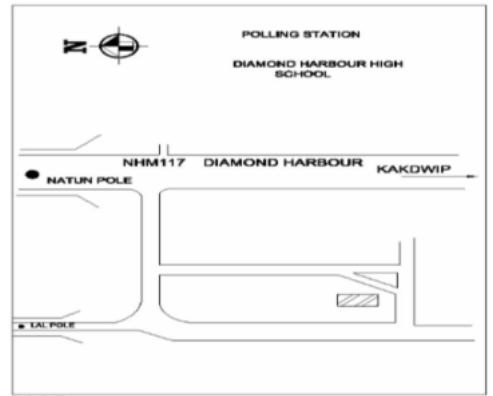 N
POLLING STATION
DIAMOND HARBOUR HIGH
SCHOOL
NHM117 DIAMOND HARBOUR
KAKDWIP
NATUN POLE
LAL POLE